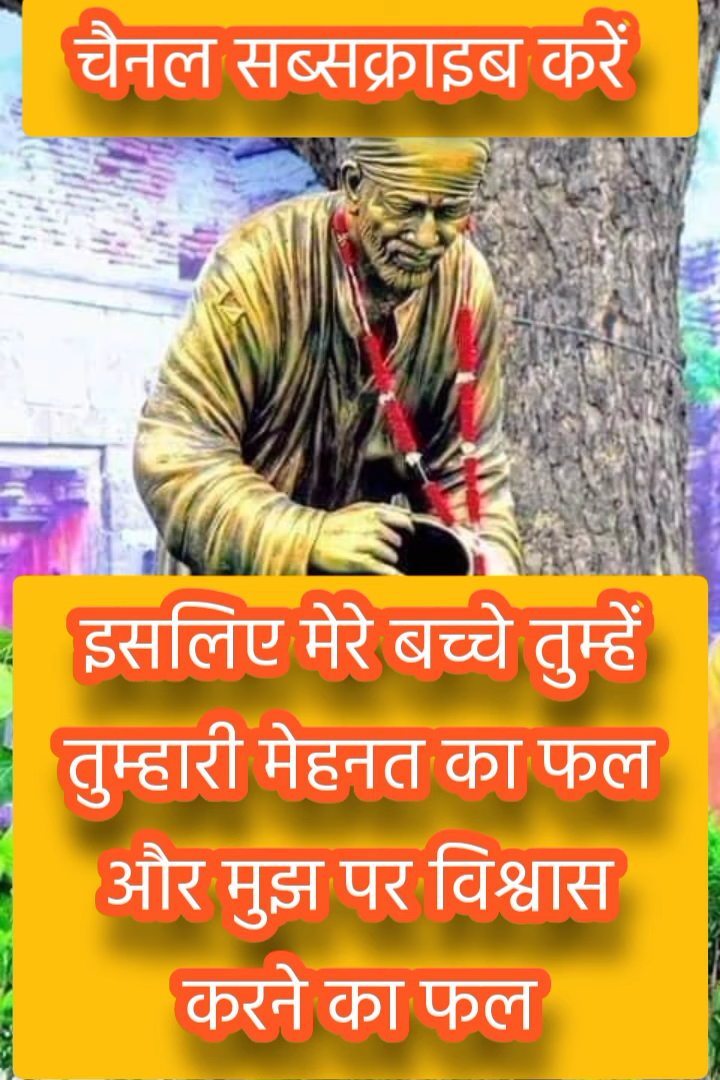 चैनल सब्सक्राइब करें
इसलिए मेरे बच्चे तुम्हें
तुम्हारी मेहनत का फल
और मुझ पर विश्वास
करने का फल